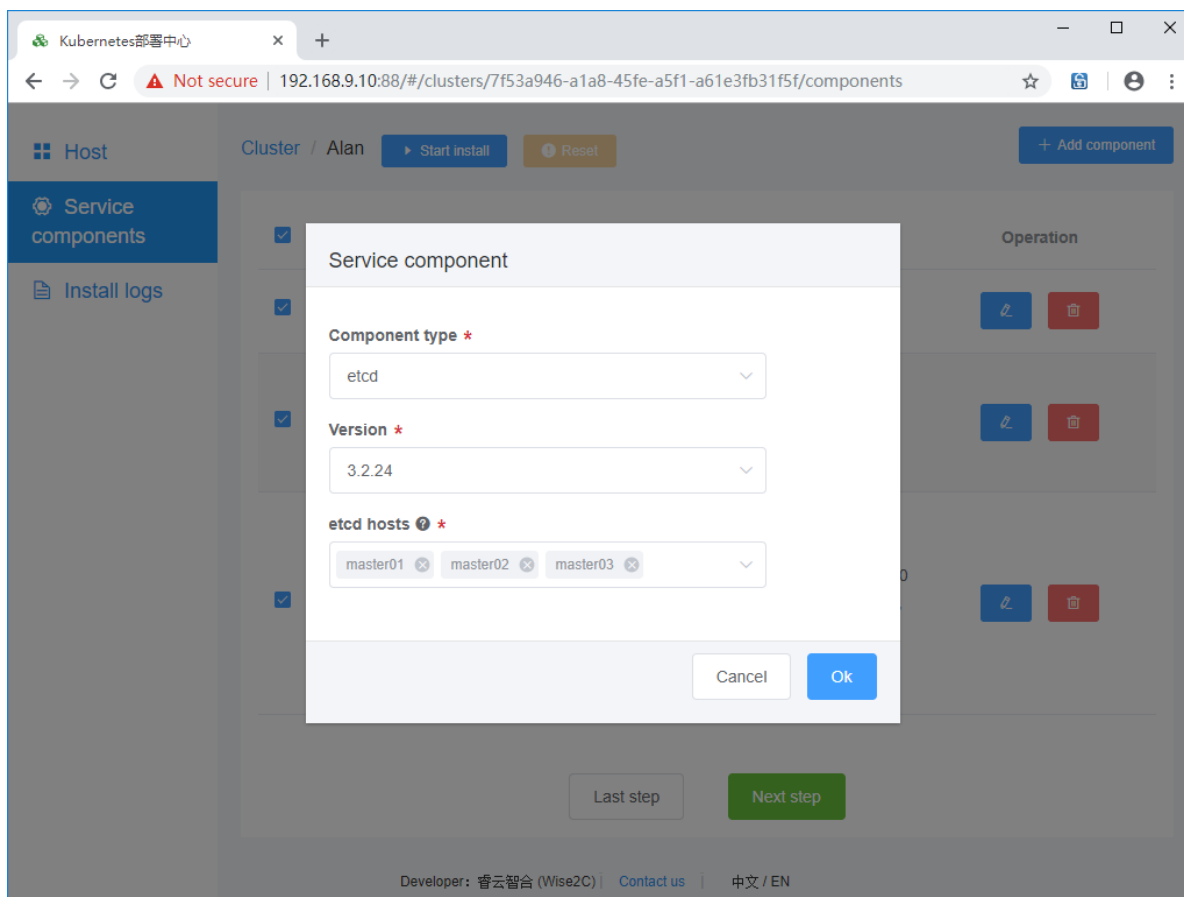 Kubernetes部署中心
Not secure | 192.168.9.10:88/#/clusters/7f53a946-a1a8-45fe-a5f1-a61e3fb31f5f/components
Host
Service components
Install logs
Cluster / Alan
Start install
Reset
+ Add component
Operation
Service component
Component type *
etcd
Version *
3.2.24
etcd hosts ? *
master01 master02 master03
0
Cancel
Ok
Last step
Next step
Developer：睿云智合 (Wise2C) | Contact us | 中文 / EN